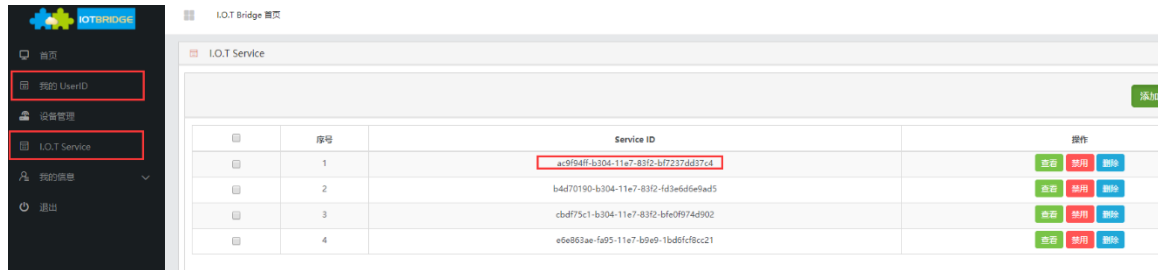 IOTBRIDGE
I.O.T Bridge 首页
首页
我的 UserID
设备管理
I.O.T Service
我的信息
退出
I.O.T Service
添加
序号 Service ID 操作
1 ac9f94ff-b304-11e7-83f2-bf7237dd37c4 查看 禁用 删除
2 b4d70190-b304-11e7-83f2-fd3e6d6e9ad5 查看 禁用 删除
3 cbdf75c1-b304-11e7-83f2-bfe0f974d902 查看 禁用 删除
4 e6e863ae-fa95-11e7-b9e9-1bd6fcf8cc21 查看 禁用 删除